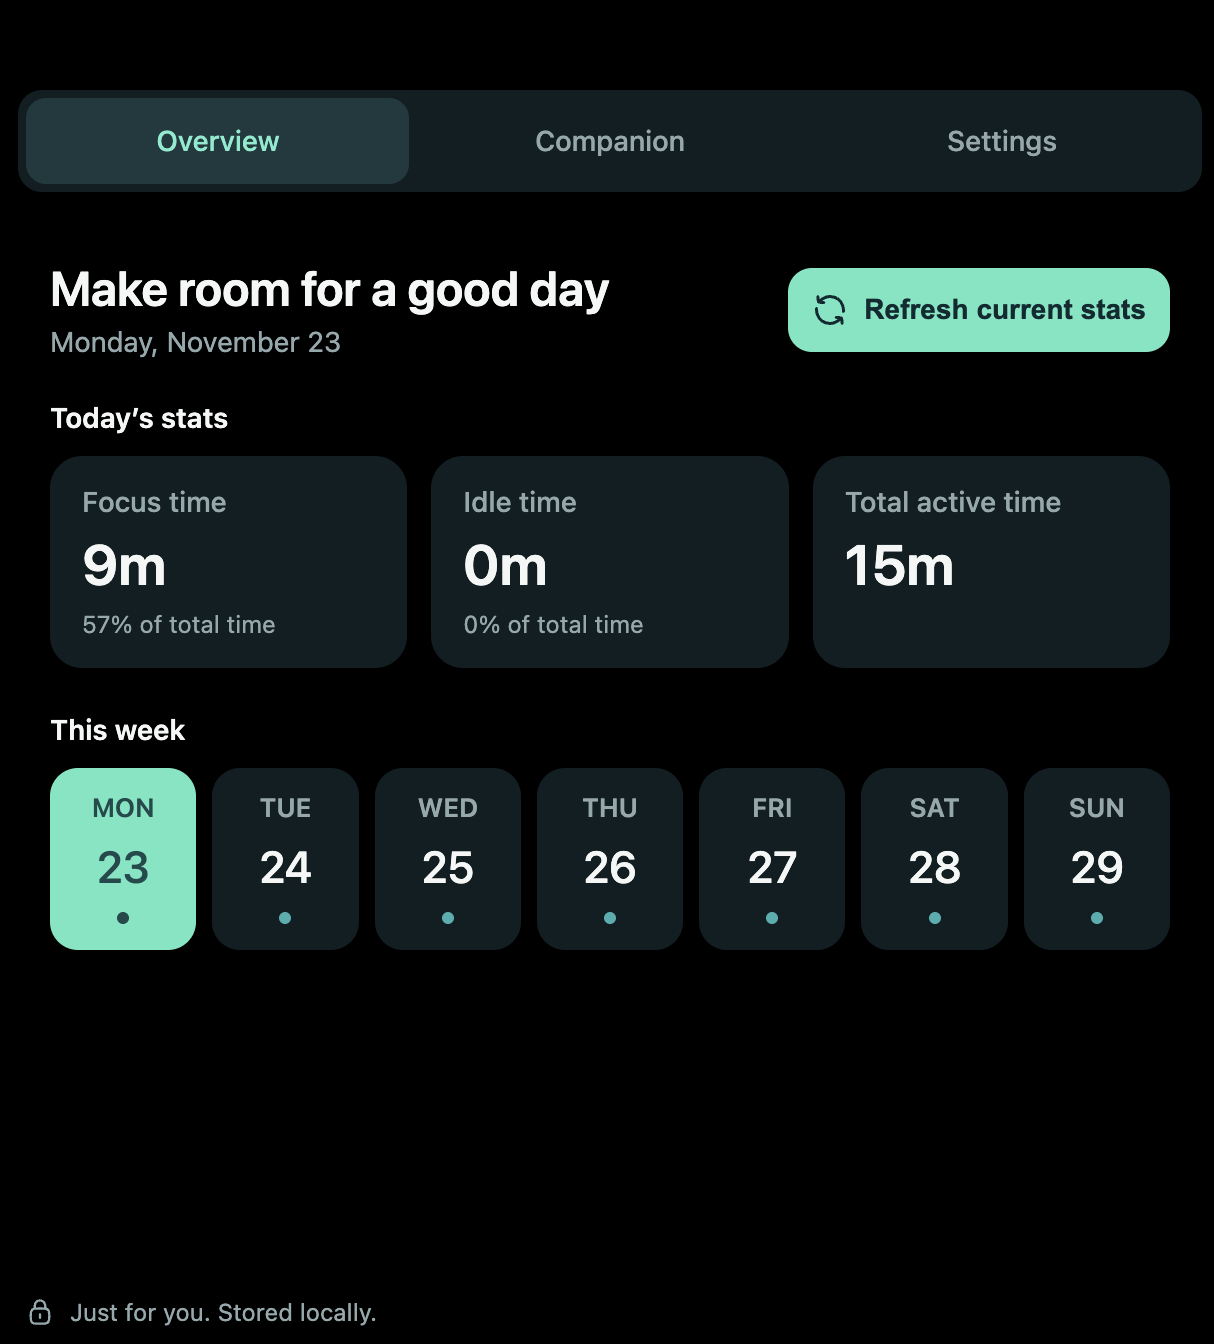 Overview
Companion
Settings
Make room for a good day
Monday, November 23
Refresh current stats
Today’s stats
Focus time
9m
57% of total time
Idle time
0m
0% of total time
Total active time
15m
This week
MON
23
TUE
24
WED
25
THU
26
FRI
27
SAT
28
SUN
29
Just for you. Stored locally.